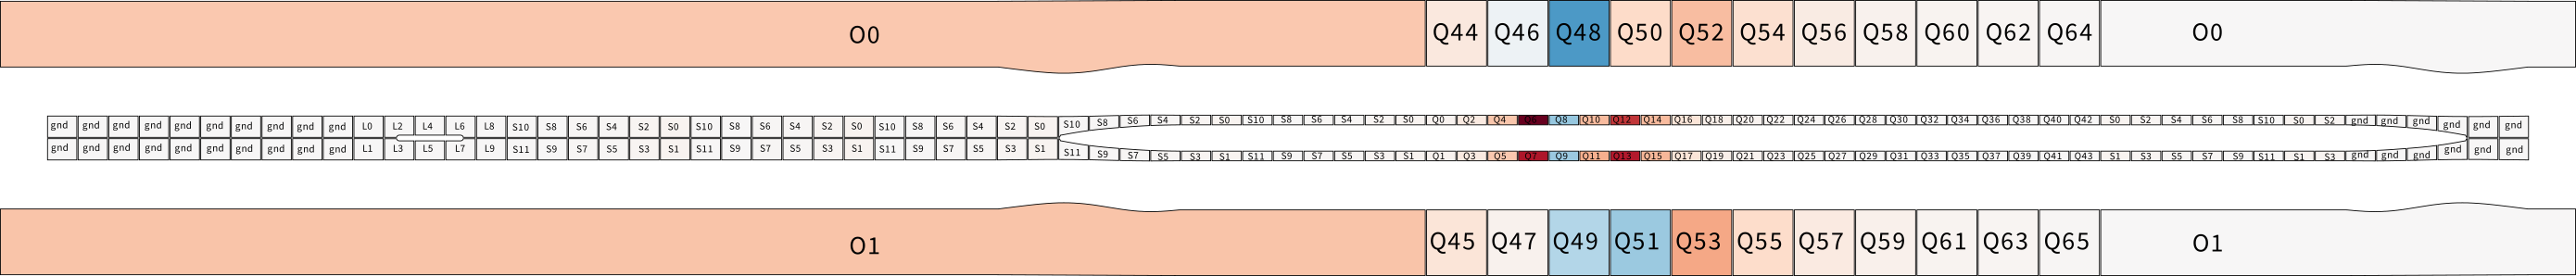 O0 Q44 Q46 Q48 Q50 Q52 Q54 Q56 Q58 Q60 Q62 Q64 O0
gnd gnd gnd gnd gnd gnd gnd gnd gnd gnd L0 L2 L4 L6 L8 S10 S8 S6 S4 S2 S0 S10 S8 S6 S4 S2 S0 S10 S8 S6 S4 S2 S0 S10 S8 S6 S4 S2 S0 S10 S8 S6 S4 S2 S0 Q0 Q2 Q4 Q6 Q8 Q10 Q12 Q14 Q16 Q18 Q20 Q22 Q24 Q26 Q28 Q30 Q32 Q34 Q36 Q38 Q40 Q42 S0 S2 S4 S6 S8 S10 S0 S2 gnd gnd gnd gnd gnd gnd
gnd gnd gnd gnd gnd gnd gnd gnd gnd gnd L1 L3 L5 L7 L9 S11 S9 S7 S5 S3 S1 S11 S9 S7 S5 S3 S1 S11 S9 S7 S5 S3 S1 S11 S9 S7 S5 S3 S1 S11 S9 S7 S5 S3 S1 Q1 Q3 Q5 Q7 Q9 Q11 Q13 Q15 Q17 Q19 Q21 Q23 Q25 Q27 Q29 Q31 Q33 Q35 Q37 Q39 Q41 Q43 S1 S3 S5 S7 S9 S11 S1 S3 gnd gnd gnd gnd gnd gnd
O1 Q45 Q47 Q49 Q51 Q53 Q55 Q57 Q59 Q61 Q63 Q65 O1